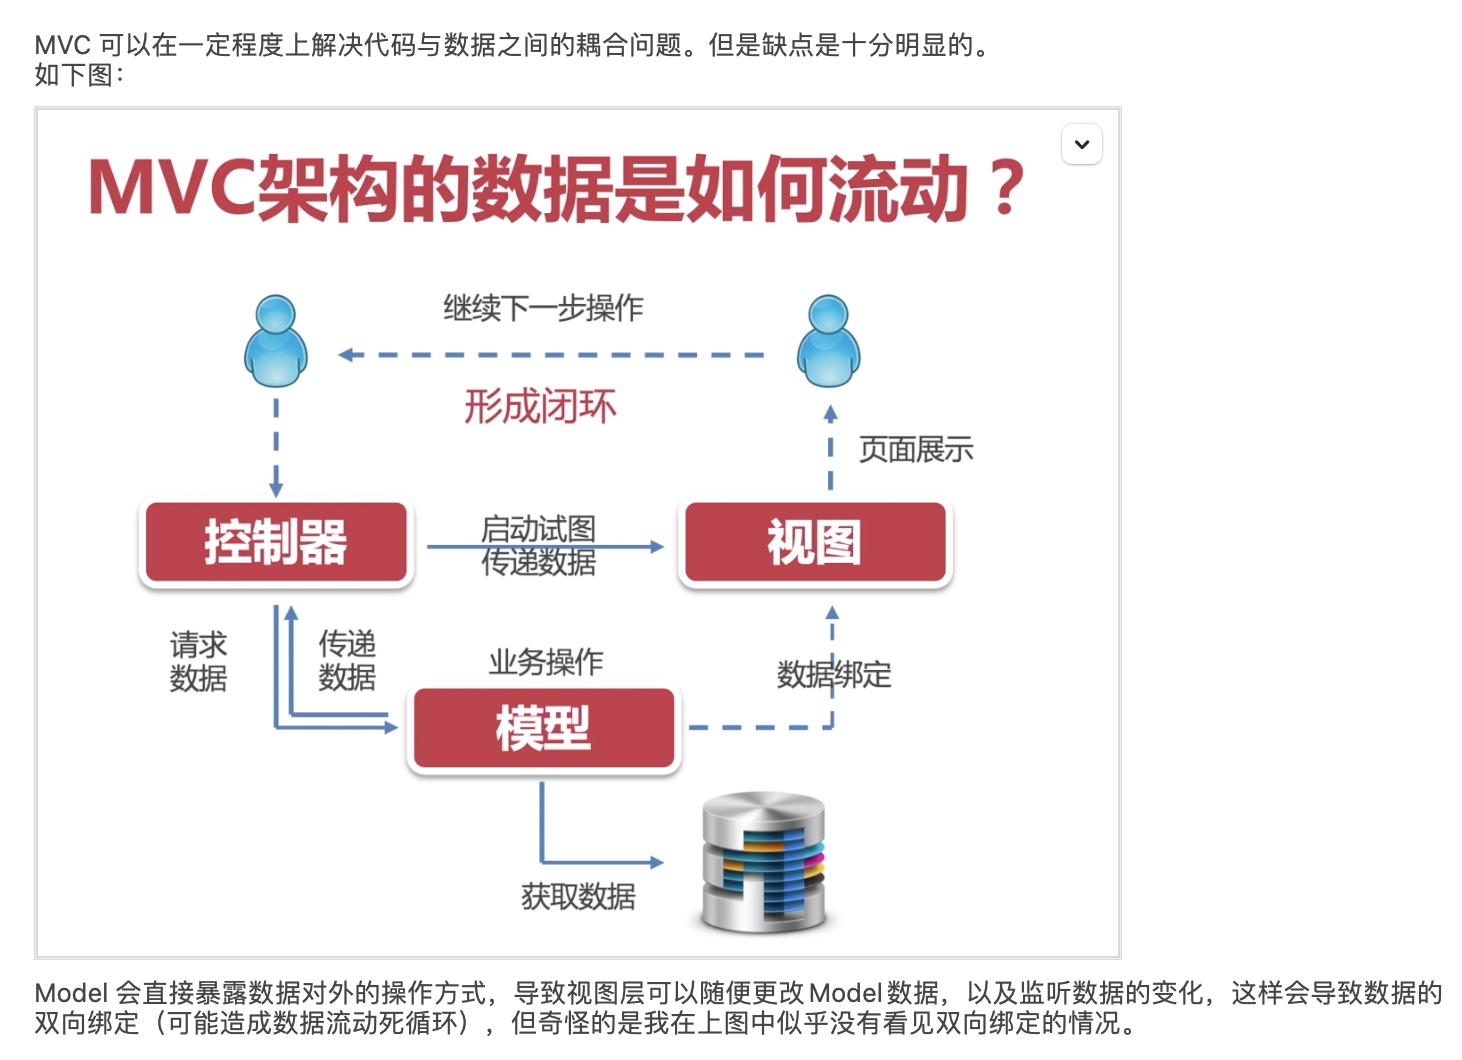 MVC 可以在一定程度上解决代码与数据之间的耦合问题。但是缺点是十分明显的。
如下图：
MVC架构的数据是如何流动？
继续下一步操作
形成闭环
页面展示
控制器
启动试图
传递数据
视图
请求
数据
传递
数据
业务操作
数据绑定
模型
获取数据
Model 会直接暴露数据对外的操作方式，导致视图层可以随便更改Model数据，以及监听数据的变化，这样会导致数据的
双向绑定（可能造成数据流动死循环），但奇怪的是我在上图中似乎没有看见双向绑定的情况。